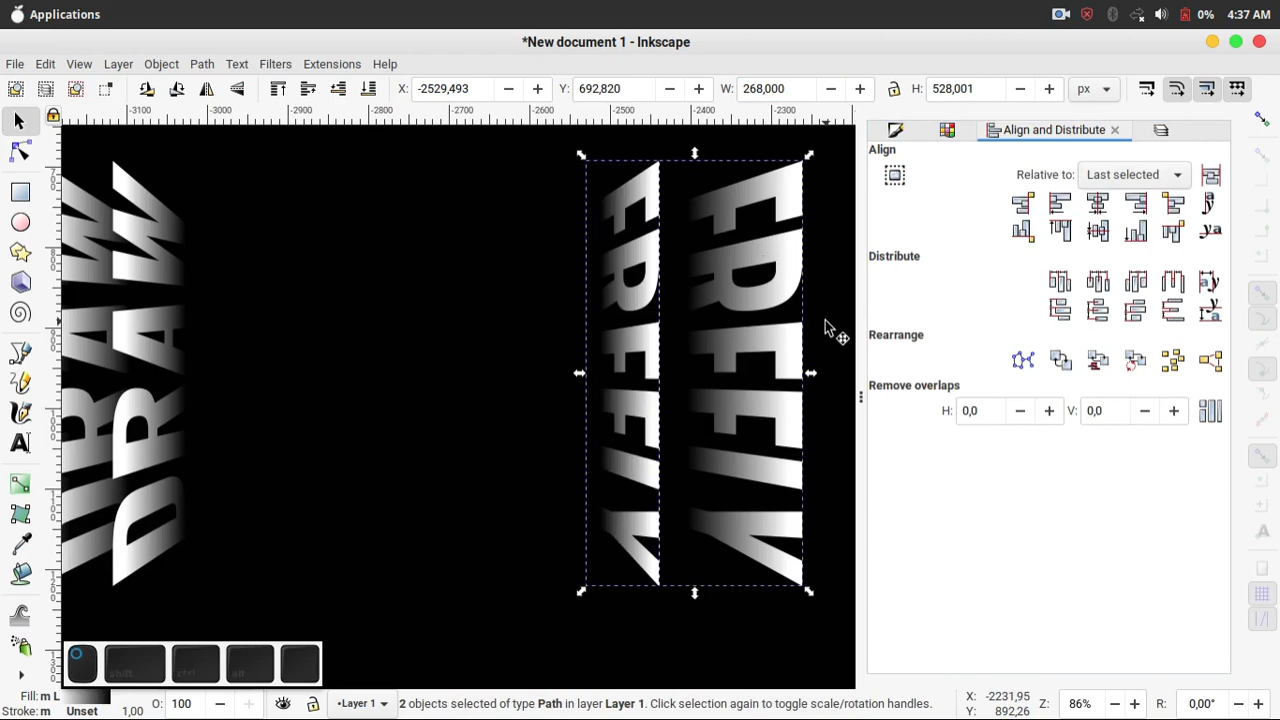 Applications
0% 4:37 AM
*New document 1 - Inkscape
File Edit View Layer Object Path Text Filters Extensions Help
X: -2529,493 Y: 692,820 W: 268,000 H: 528,001 px
-3100 -3000 -2900 -2800 -2700 -2600 -2500 -2400 -2300
Align and Distribute
Align
Relative to: Last selected
Distribute
Rearrange
Remove overlaps
H: 0,0 V: 0,0
DRAW
shift ctrl alt
Fill: m L
Stroke: m Unset 1,00
O: 100
•Layer 1
2 objects selected of type Path in layer Layer 1. Click selection again to toggle scale/rotation handles.
X: -2231,95
Y: 892,26
Z: 86% R: 0,00°